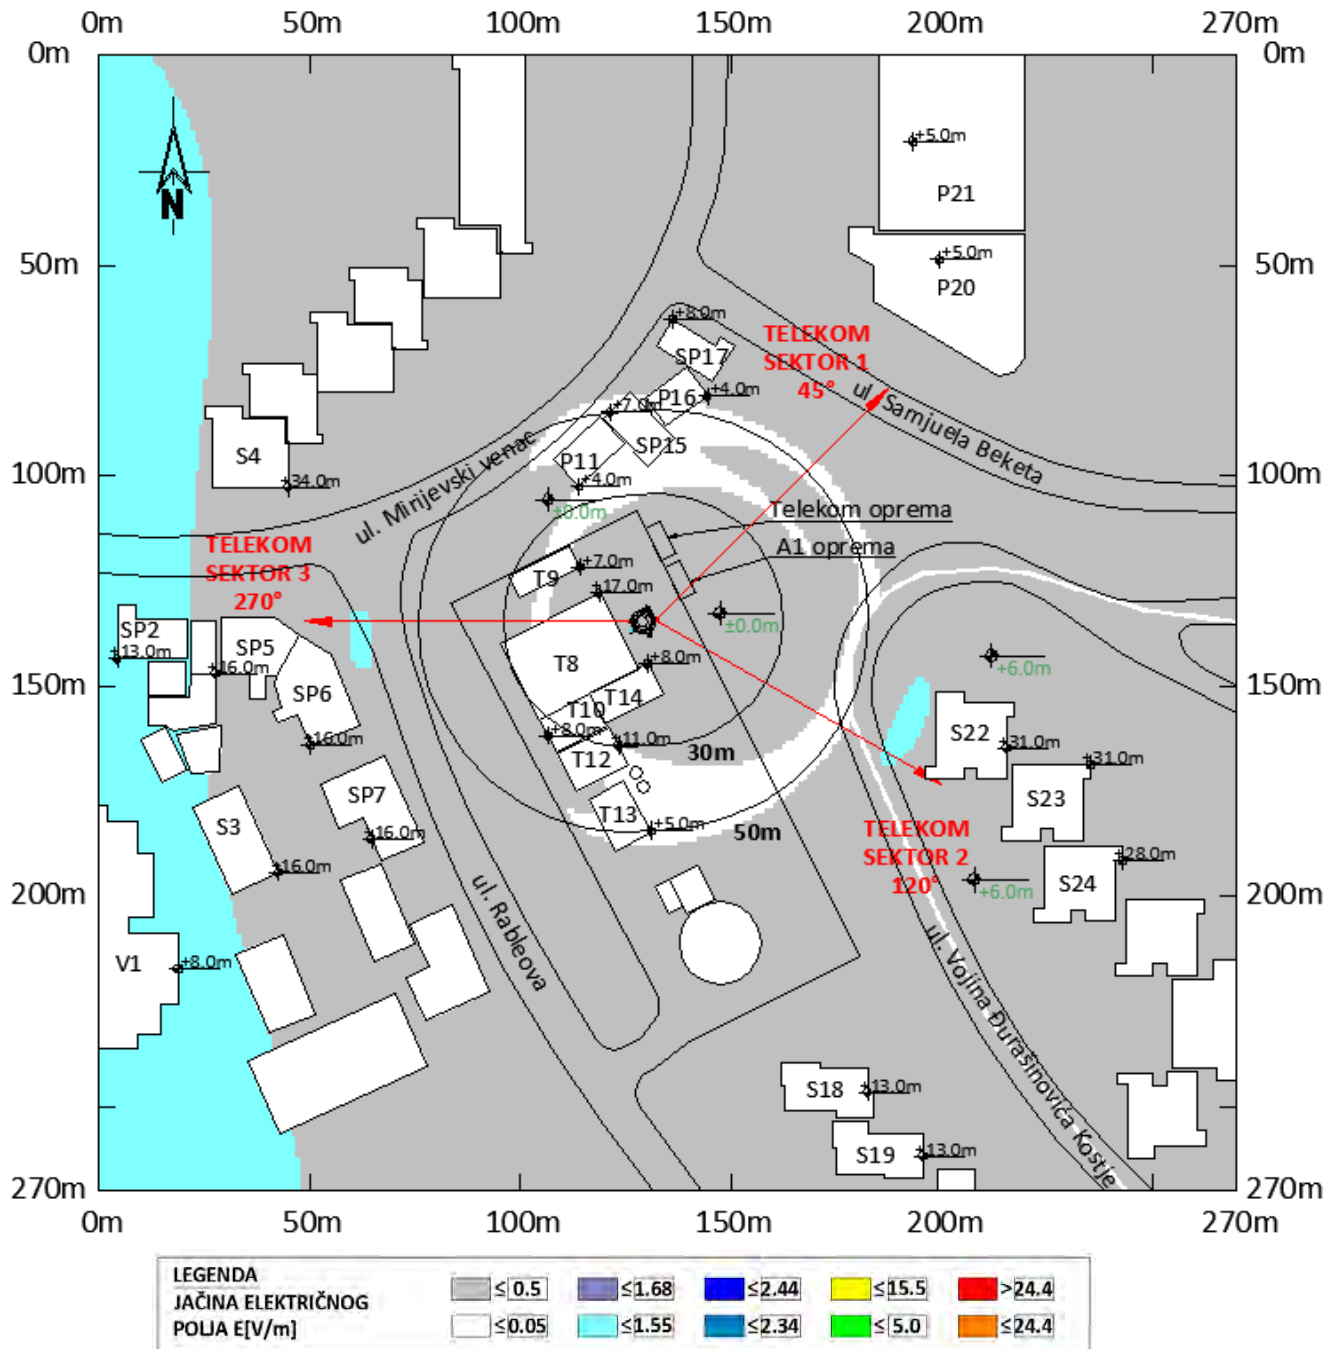 0m
50m
100m
150m
200m
270m
0m
0m
+5.0m
P21
N
50m
+5.0m
50m
P20
+8.0m
TELEKOM
SEKTOR 1
45°
SP17
ul. Samjuela Beketa
P16
+4.0m
+7.0m
SP15
ul. Mirijevski venac
S4
P11
100m
+4.0m
100m
34.0m
±0.0m
Telekom oprema
TELEKOM
SEKTOR 3
270°
A1 oprema
T9
+7.0m
17.0m
±0.0m
SP2
+13.0m
SP5
16.0m
T8
+8.0m
+6.0m
150m
SP6
T14
150m
T10
S22
16.0m
+8.0m
11.0m
31.0m
30m
T12
31.0m
SP7
S23
T13
+5.0m
50m
S3
16.0m
TELEKOM
SEKTOR 2
120°
16.0m
28.0m
S24
200m
+6.0m
200m
ul. Rableova
V1
+8.0m
ul. Vojina Đurašinovića Kostje
S18
13.0m
S19
13.0m
270m
270m
0m
50m
100m
150m
200m
270m
LEGENDA
JAČINA ELEKTRIČNOG
POLJA E[V/m]
≤ 0.5
≤1.68
≤2.44
≤15.5
>24.4
≤0.05
≤1.55
≤2.34
≤ 5.0
≤24.4